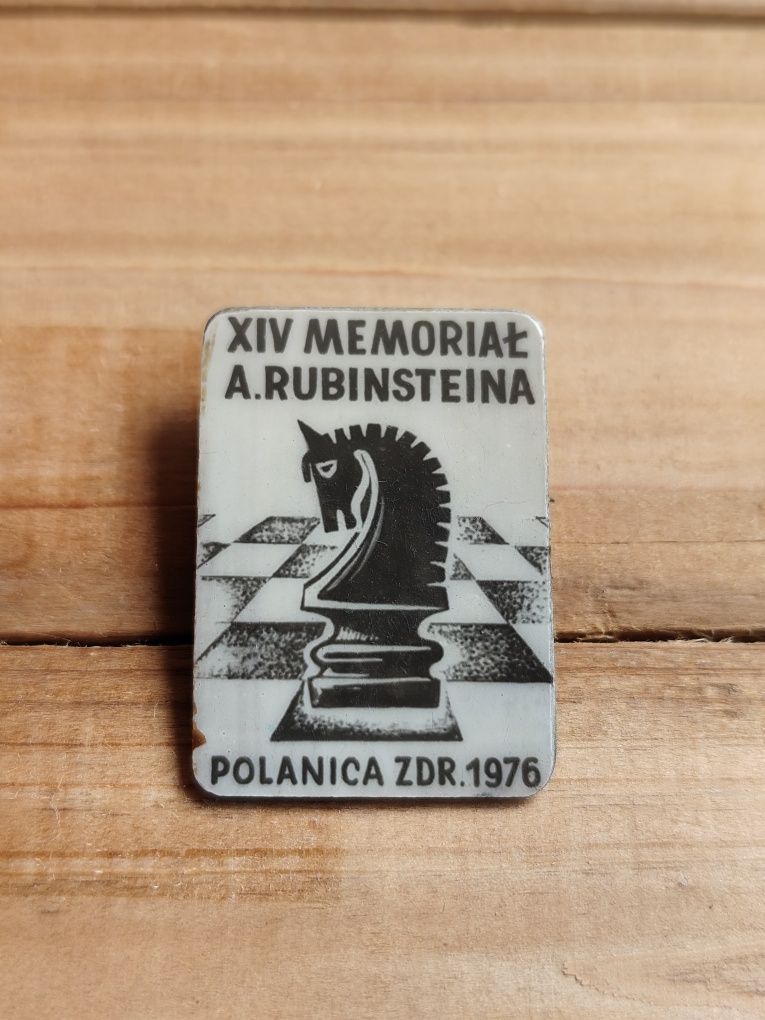 XIV MEMORIAŁ
A.RUBINSTEINA
POLANICA ZDR.1976